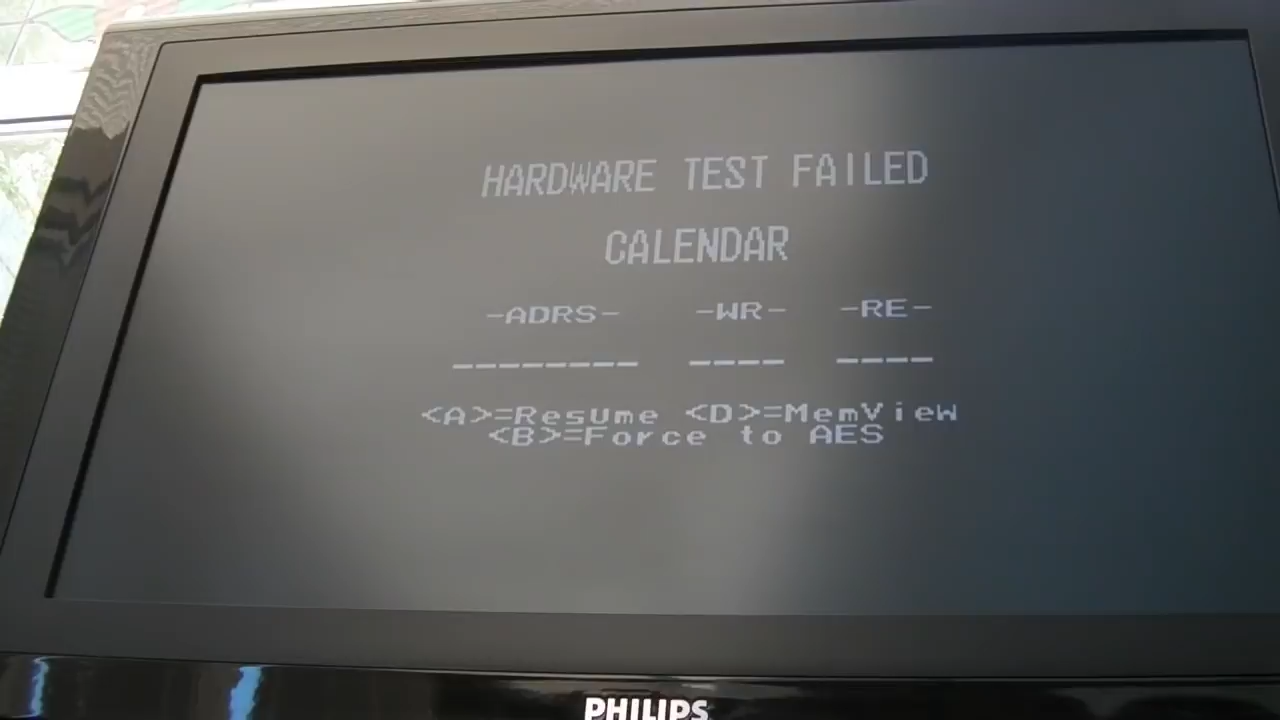 HARDWARE TEST FAILED
CALENDAR
-ADRS- -WR- -RE-
-------- ---- ----
<A>=ResUme <D>=MemVieW
<B>=Force to AES
PHILIPS